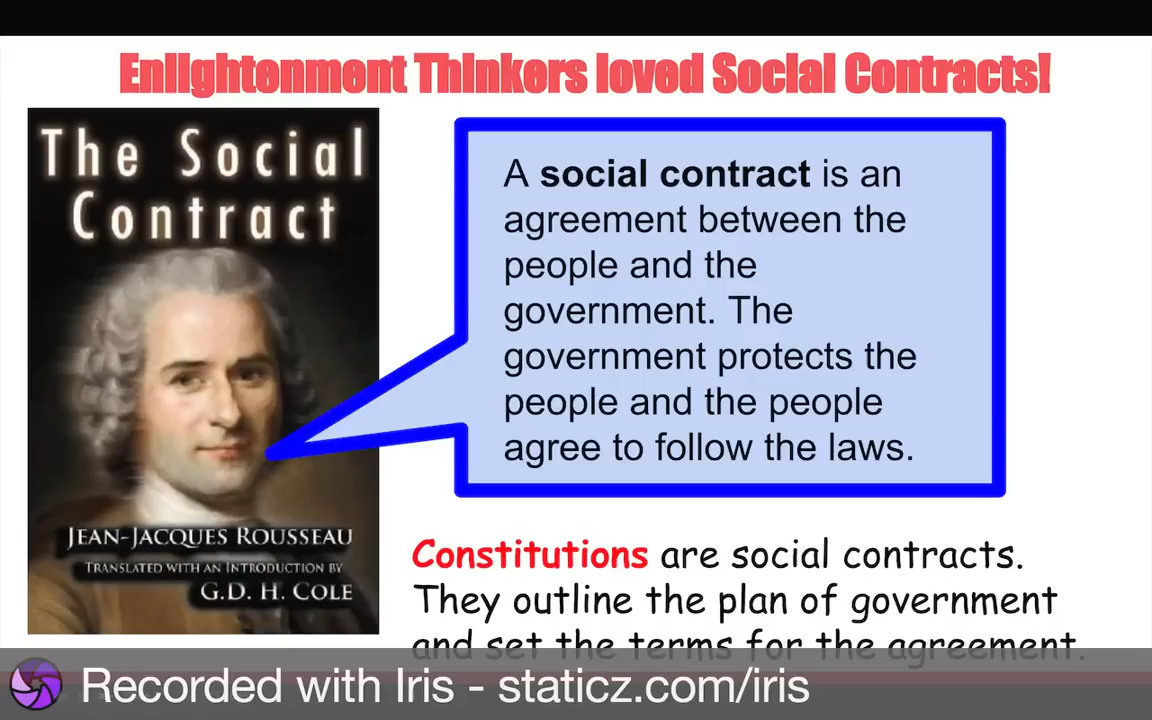 Enlightenment Thinkers loved Social Contracts!
The Social
Contract
JEAN-JACQUES ROUSSEAU
TRANSLATED WITH AN INTRODUCTION BY
G.D. H. COLE
A social contract is an
agreement between the
people and the
government. The
government protects the
people and the people
agree to follow the laws.
Constitutions are social contracts.
They outline the plan of government
and set the terms for the agreement.
Recorded with Iris - staticz.com/iris